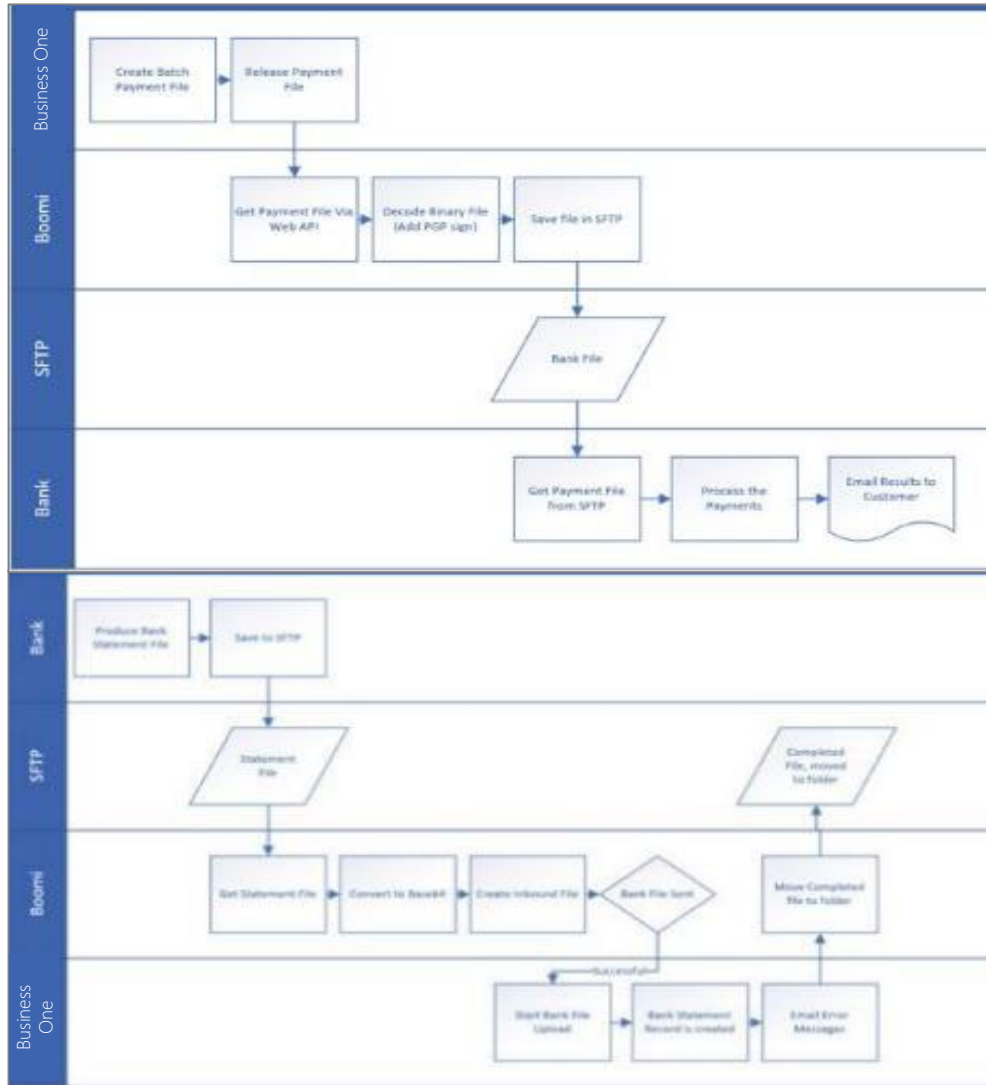 Business One
Create Batch
Payment File
Release Payment
File
Boomi
Get Payment File Via
Web API
Decode Binary File
(Add PGP sign)
Save file in SFTP
SFTP
Bank File
Bank
Get Payment File
from SFTP
Process the
Payments
Email Results to
Customer
Bank
Produce Bank
Statement File
Save to SFTP
SFTP
Statement
File
Completed
File, moved
to folder
Boomi
Get Statement File
Convert to Base64
Create Inbound File
Bank File Sent
Move Completed
file to folder
Successful
Business
One
Start Bank File
Upload
Bank Statement
Record is created
Email Error
Messages